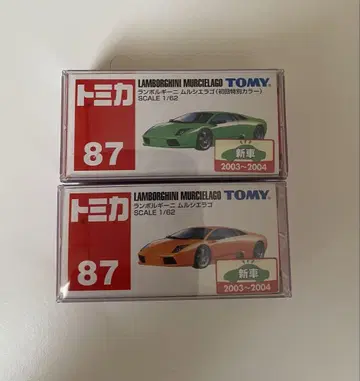 トミカ
87
LAMBORGHINI MURCIELAGO
TOMY
ランボルギーニ ムルシエラゴ(初回特別カラー)
SCALE 1/62
新車
2003~2004
トミカ
87
LAMBORGHINI MURCIELAGO
TOMY
ランボルギーニ ムルシエラゴ
SCALE 1/62
新車
2003~2004